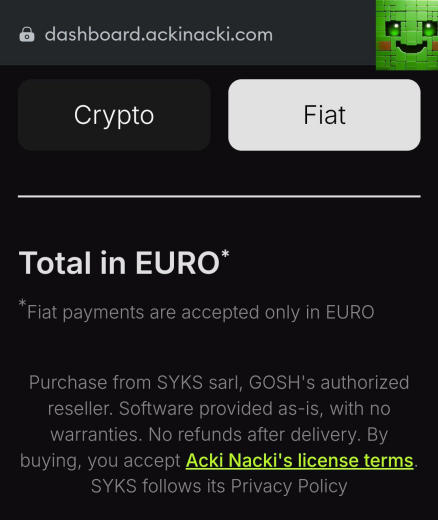 dashboard.ackinacki.com
Crypto Fiat
Total in EURO*
*Fiat payments are accepted only in EURO
Purchase from SYKS sarl, GOSH's authorized
reseller. Software provided as-is, with no
warranties. No refunds after delivery. By
buying, you accept Acki Nacki's license terms.
SYKS follows its Privacy Policy